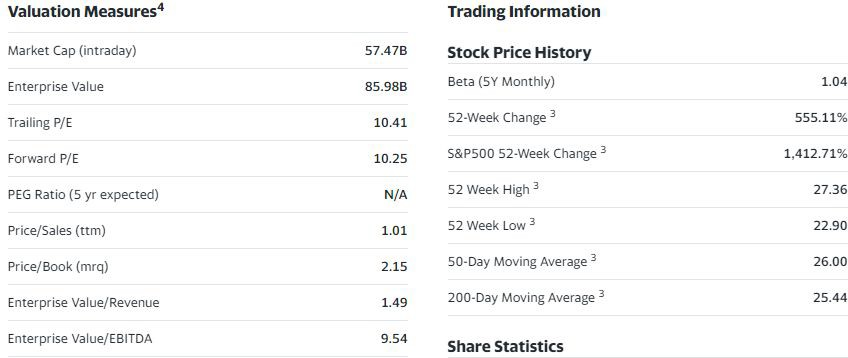 Valuation Measures4
Market Cap (intraday) 57.47B
Enterprise Value 85.98B
Trailing P/E 10.41
Forward P/E 10.25
PEG Ratio (5 yr expected) N/A
Price/Sales (ttm) 1.01
Price/Book (mrq) 2.15
Enterprise Value/Revenue 1.49
Enterprise Value/EBITDA 9.54
Trading Information
Stock Price History
Beta (5Y Monthly) 1.04
52-Week Change 3 555.11%
S&P500 52-Week Change 3 1,412.71%
52 Week High 3 27.36
52 Week Low 3 22.90
50-Day Moving Average 3 26.00
200-Day Moving Average 3 25.44
Share Statistics